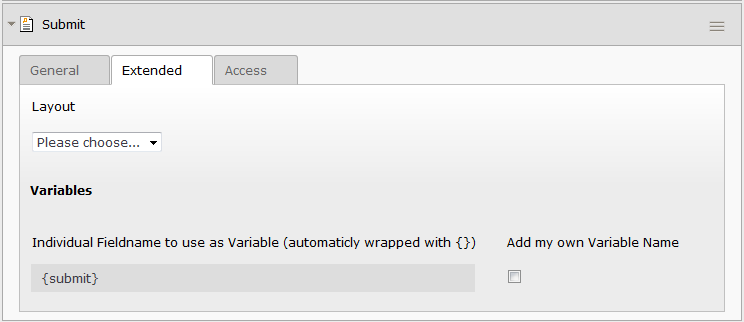 Submit
General Extended Access
Layout
Please choose...
Variables
Individual Fieldname to use as Variable (automaticly wrapped with {}) Add my own Variable Name
{submit}